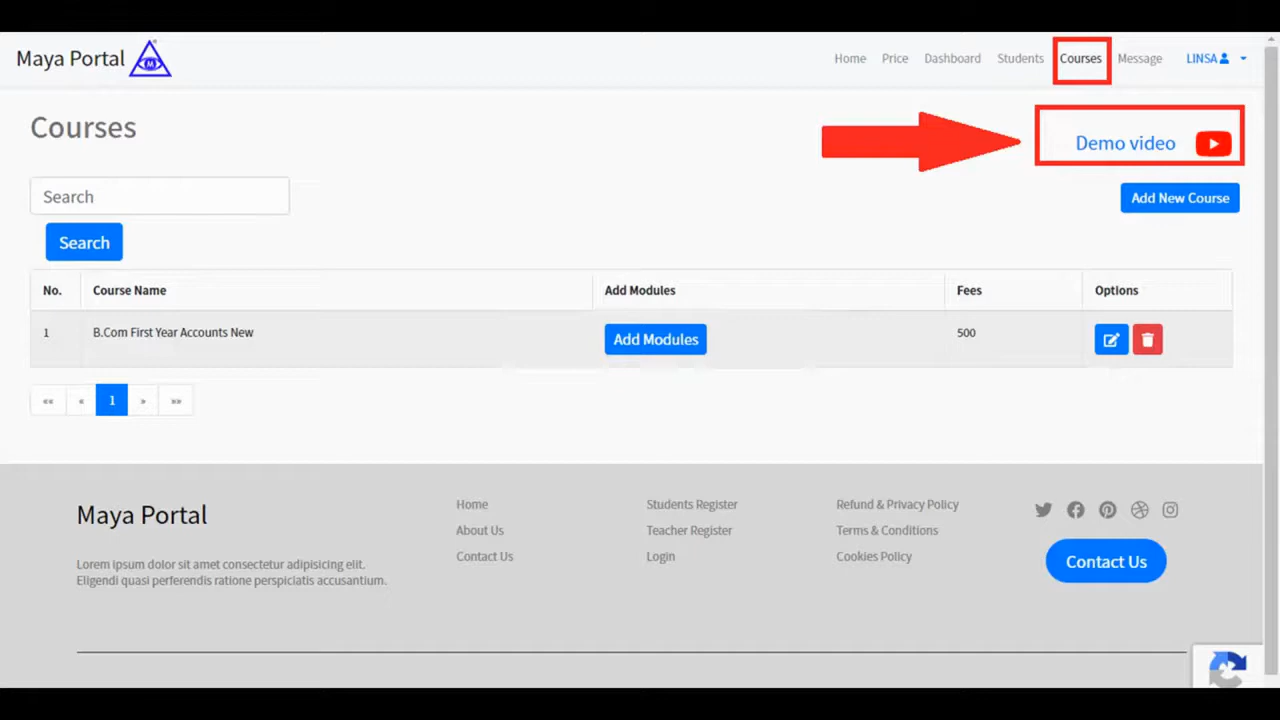 Maya Portal
Home Price Dashboard Students Courses Message LINSA
Courses
Demo video
Search
Add New Course
Search
No. Course Name Add Modules Fees Options
1 B.Com First Year Accounts New Add Modules 500
«« « 1 » »»
Maya Portal
Lorem ipsum dolor sit amet consectetur adipisicing elit.
Eligendi quasi perferendis ratione perspiciatis accusantium.
Home
About Us
Contact Us
Students Register
Teacher Register
Login
Refund & Privacy Policy
Terms & Conditions
Cookies Policy
Contact Us